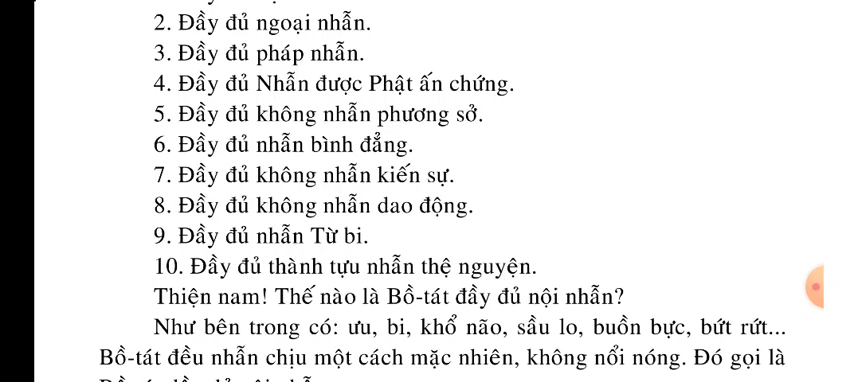 2. Đầy đủ ngoại nhẫn.
3. Đầy đủ pháp nhẫn.
4. Đầy đủ Nhẫn được Phật ấn chứng.
5. Đầy đủ không nhẫn phương sở.
6. Đầy đủ nhẫn bình đẳng.
7. Đầy đủ không nhẫn kiến sự.
8. Đầy đủ không nhẫn dao động.
9. Đầy đủ nhẫn Từ bi.
10. Đầy đủ thành tựu nhẫn thệ nguyện.
Thiện nam! Thế nào là Bồ-tát đầy đủ nội nhẫn?
Như bên trong có: ưu, bi, khổ não, sầu lo, buồn bực, bứt rứt...
Bồ-tát đều nhẫn chịu một cách mặc nhiên, không nổi nóng. Đó gọi là